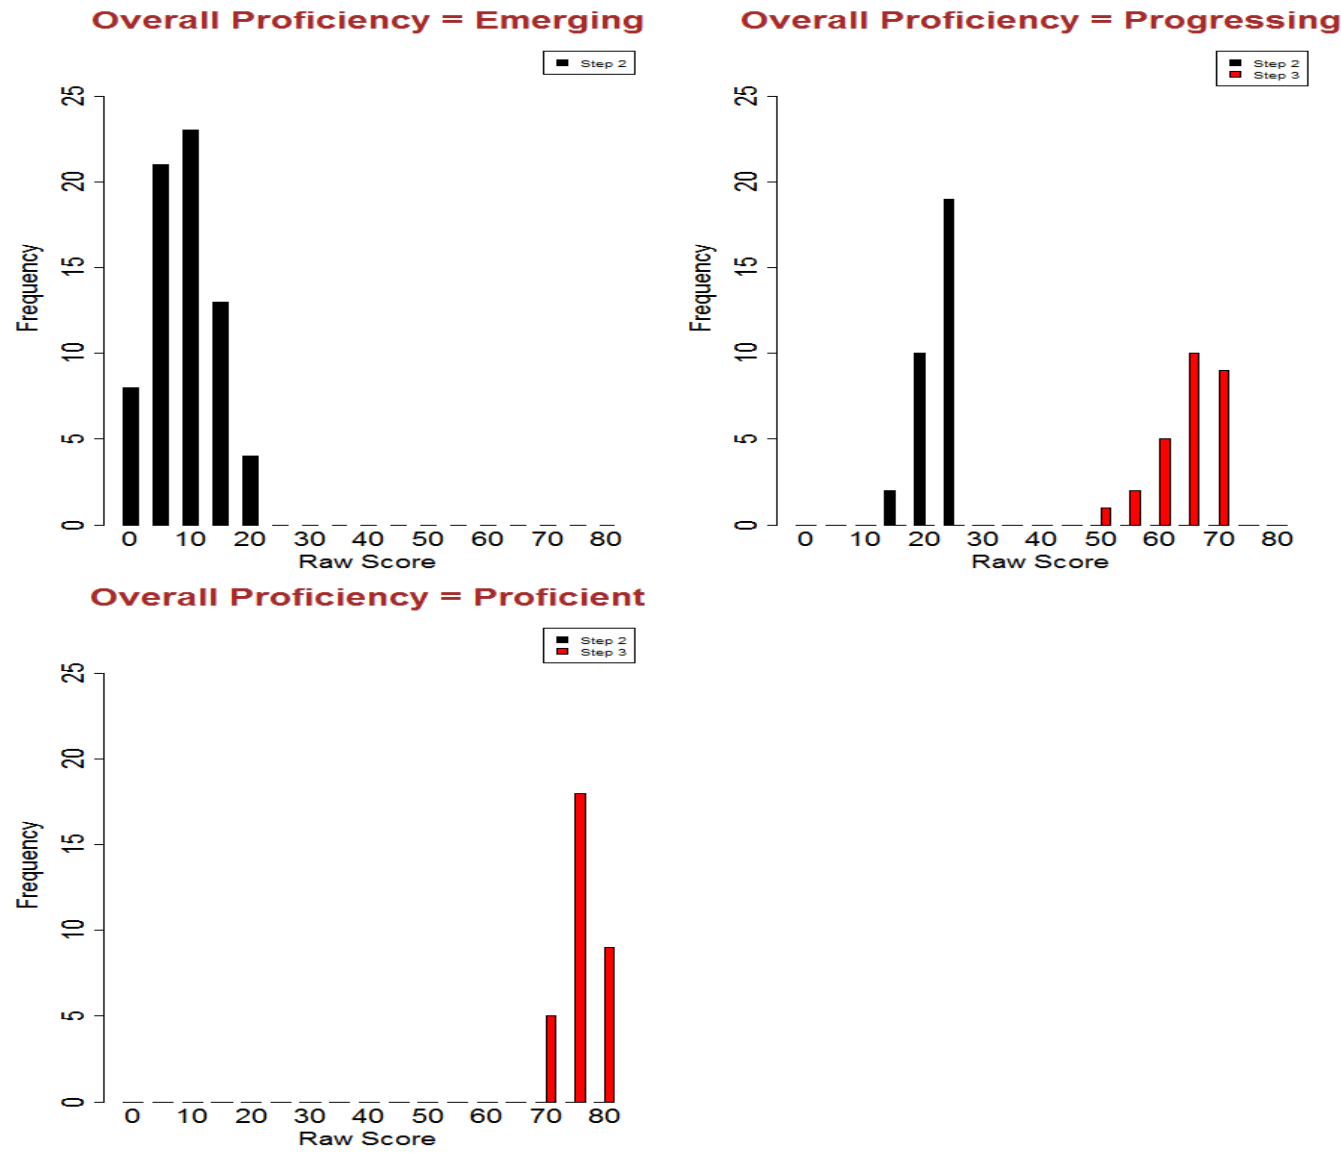 Overall Proficiency = Emerging
Step 2
25
20
15
10
5
0
Frequency
0 10 20 30 40 50 60 70 80
Raw Score
Overall Proficiency = Progressing
Step 2
Step 3
25
20
15
10
5
0
Frequency
0 10 20 30 40 50 60 70 80
Raw Score
Overall Proficiency = Proficient
Step 2
Step 3
25
20
15
10
5
0
Frequency
0 10 20 30 40 50 60 70 80
Raw Score